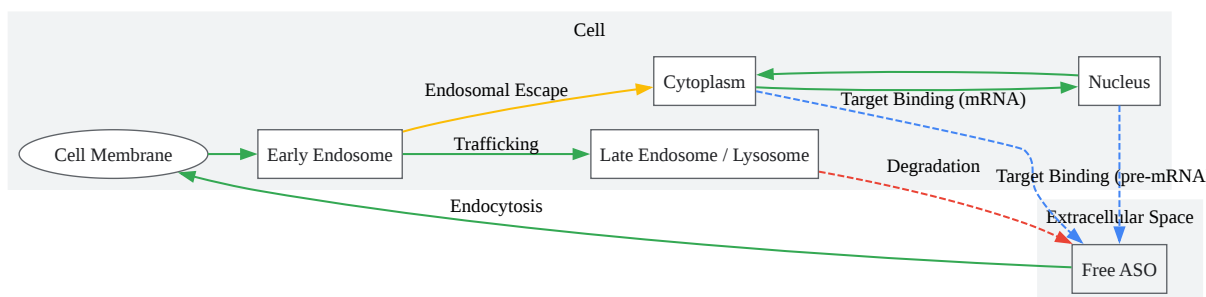 Cell
Cytoplasm
Nucleus
Endosomal Escape
Target Binding (mRNA)
Cell Membrane
Early Endosome
Trafficking
Late Endosome / Lysosome
Degradation
Target Binding (pre-mRNA
Endocytosis
Extracellular Space
Free ASO